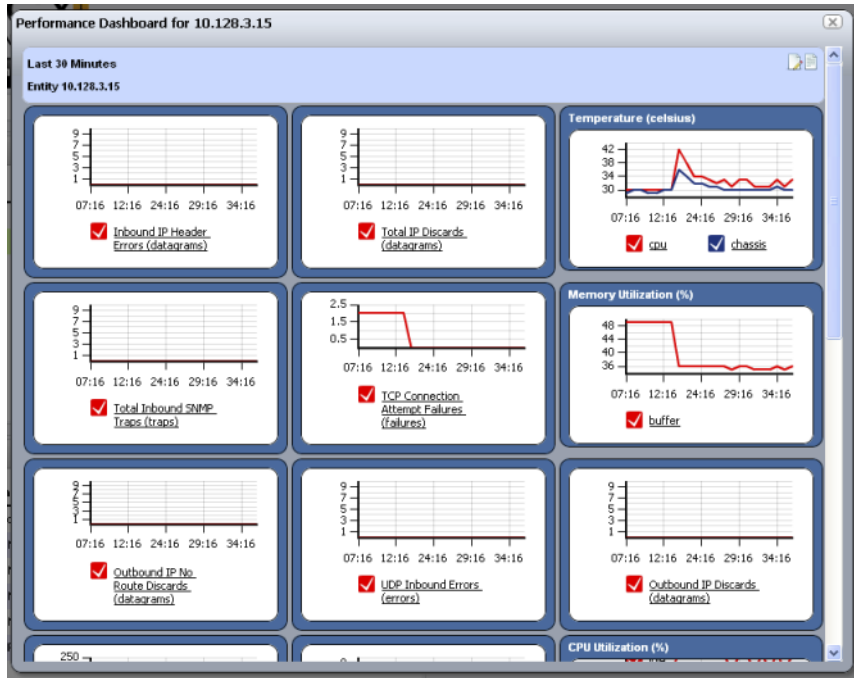 Performance Dashboard for 10.128.3.15
Last 30 Minutes
Entity 10.128.3.15
9
7
5
3
1
07:16 12:16 24:16 29:16 34:16
Inbound IP Header
Errors (datagrams)
9
7
5
3
1
07:16 12:16 24:16 29:16 34:16
Total IP Discards
(datagrams)
Temperature (celsius)
42
38
34
30
07:16 12:16 24:16 29:16 34:16
cpu chassis
9
7
5
3
1
07:16 12:16 24:16 29:16 34:16
Total Inbound SNMP
Traps (traps)
2.5
1.5
0.5
07:16 12:16 24:16 29:16 34:16
TCP Connection
Attempt Failures
(failures)
Memory Utilization (%)
48
44
40
36
07:16 12:16 24:16 29:16 34:16
buffer
9
7
5
3
1
07:16 12:16 24:16 29:16 34:16
Outbound IP No
Route Discards
(datagrams)
9
7
5
3
1
07:16 12:16 24:16 29:16 34:16
UDP Inbound Errors
(errors)
9
7
5
3
1
07:16 12:16 24:16 29:16 34:16
Outbound IP Discards
(datagrams)
250
CPU Utilization (%)